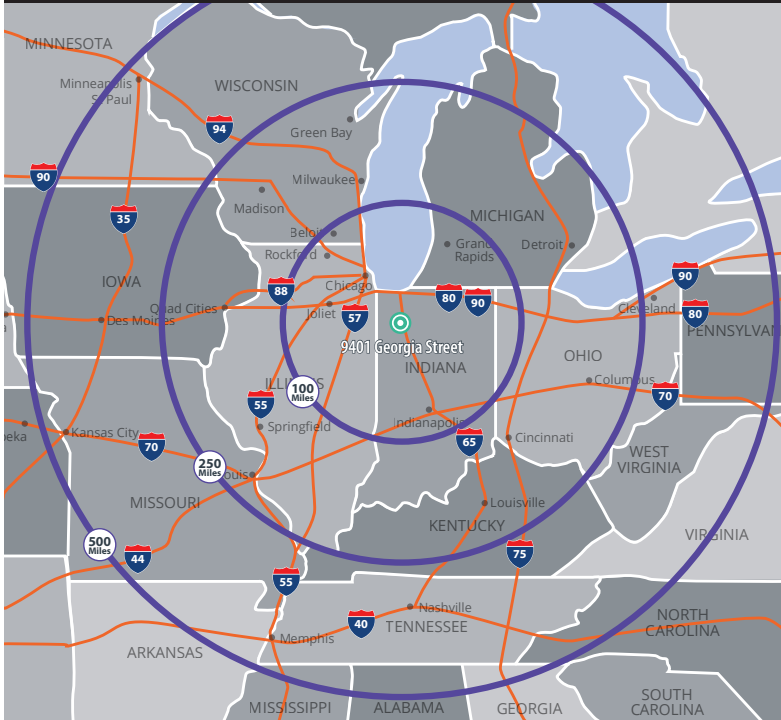 MINNESOTA
Minneapolis
St Paul
WISCONSIN
94
Green Bay
90
Milwaukee
Madison
35
MICHIGAN
Beloit
Grand
Rapids
Detroit
Rockford
IOWA
Chicago
88
80
90
90
Quad Cities
Joliet
57
Cleveland
80
Des Moines
9401 Georgia Street
PENNSYLVAN
OHIO
INDIANA
ILLINOIS
100
Miles
Columbus
70
55
Indianapolis
Springfield
eka
Kansas City
70
65
Cincinnati
WEST
VIRGINIA
250
Miles
ouis
MISSOURI
Louisville
KENTUCKY
VIRGINIA
500
Miles
44
75
55
Nashville
40
TENNESSEE
NORTH
CAROLINA
Memphis
ARKANSAS
SOUTH
CAROLINA
MISSISSIPPI
ALABAMA
GEORGIA